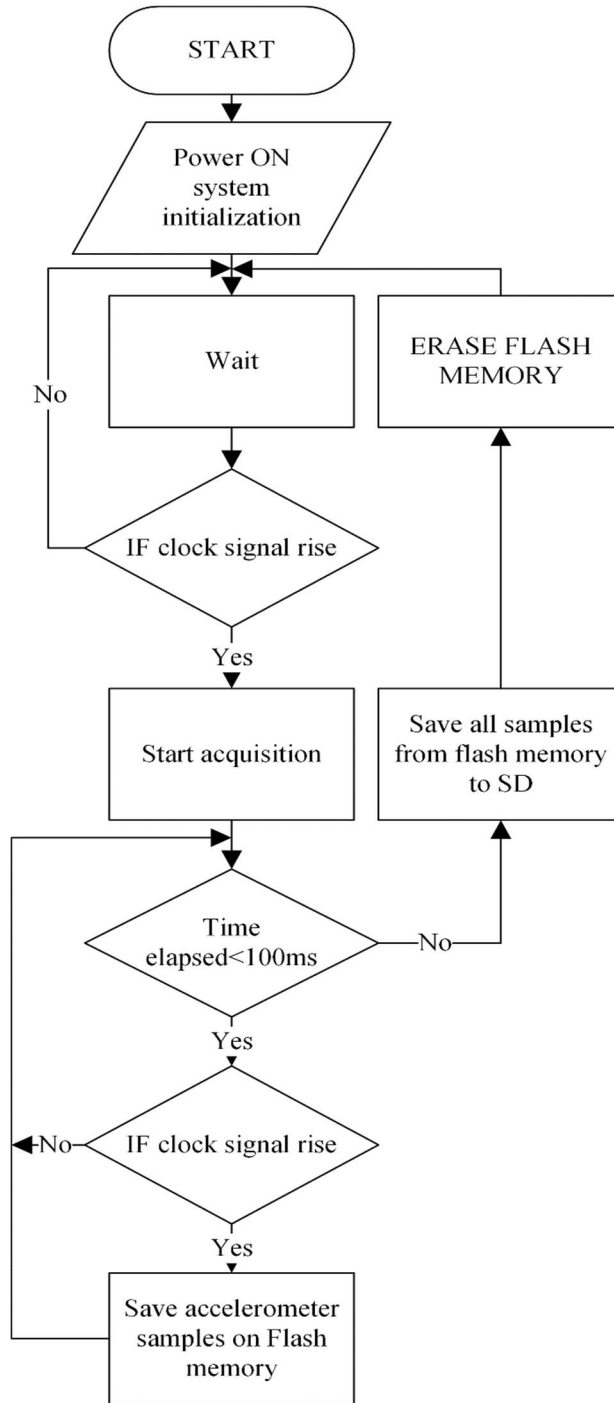 START
Power ON
system
initialization
Wait
ERASE FLASH
MEMORY
No
IF clock signal rise
Yes
Start acquisition
Save all samples
from flash memory
to SD
Time
elapsed<100ms
No
Yes
IF clock signal rise
No
Yes
Save accelerometer
samples on Flash
memory